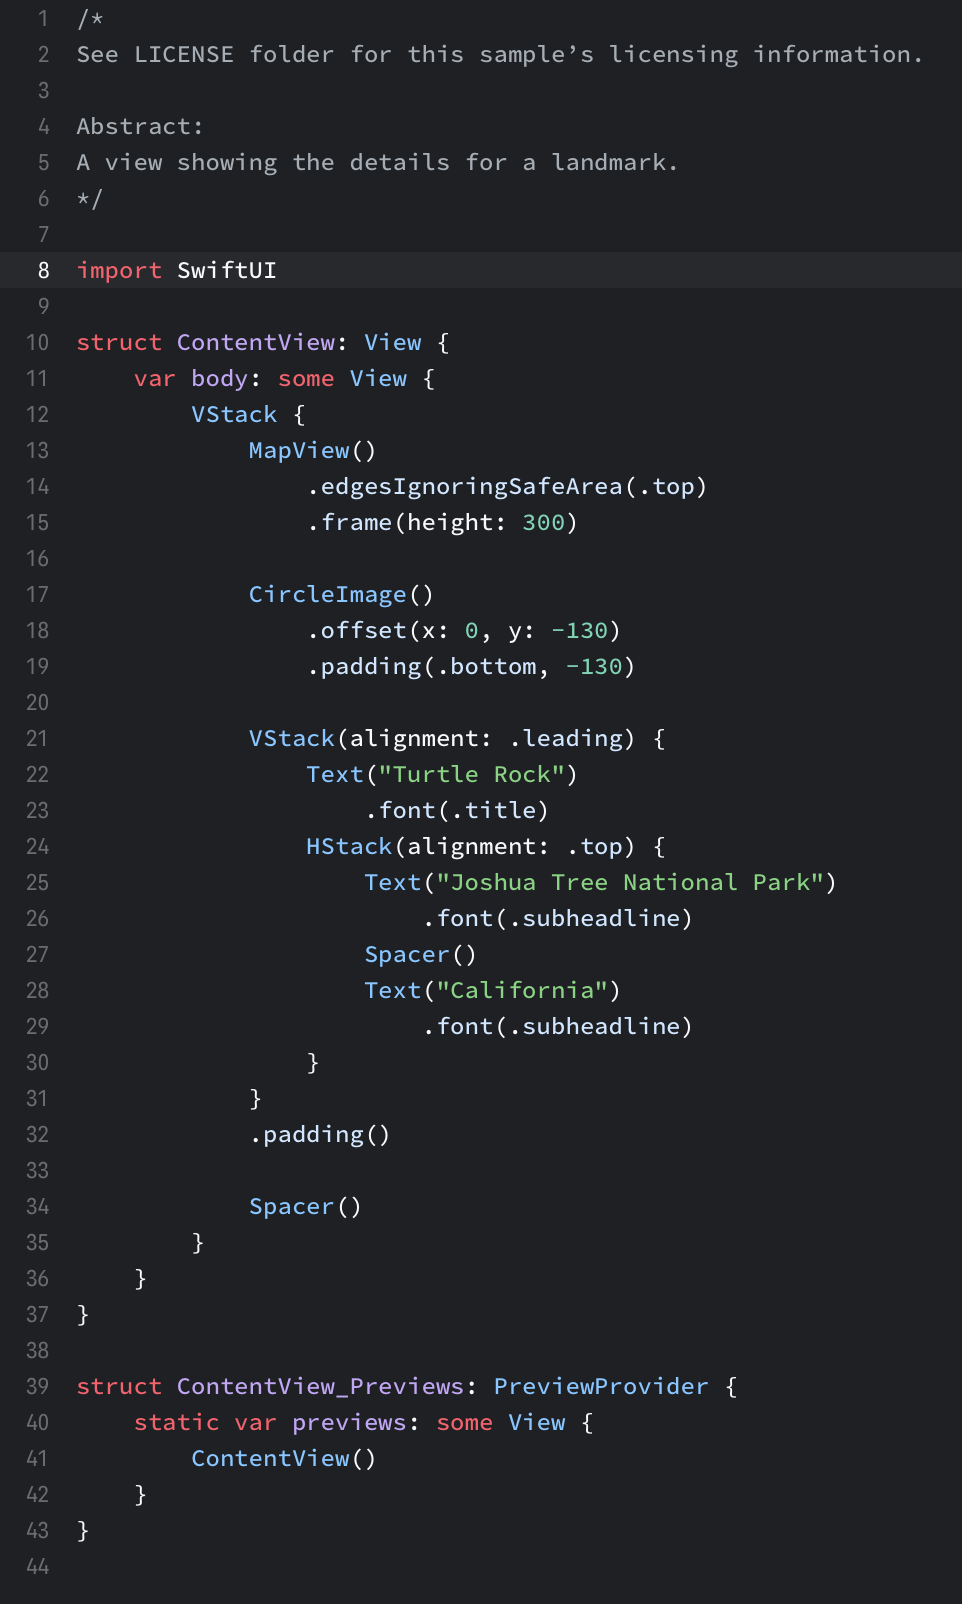 1 /*
2 See LICENSE folder for this sample’s licensing information.
3
4 Abstract:
5 A view showing the details for a landmark.
6 */
7
8 import SwiftUI
9
10 struct ContentView: View {
11     var body: some View {
12         VStack {
13             MapView()
14                 .edgesIgnoringSafeArea(.top)
15                 .frame(height: 300)
16
17             CircleImage()
18                 .offset(x: 0, y: -130)
19                 .padding(.bottom, -130)
20
21             VStack(alignment: .leading) {
22                 Text("Turtle Rock")
23                     .font(.title)
24                 HStack(alignment: .top) {
25                     Text("Joshua Tree National Park")
26                         .font(.subheadline)
27                     Spacer()
28                     Text("California")
29                         .font(.subheadline)
30                 }
31             }
32             .padding()
33
34             Spacer()
35         }
36     }
37 }
38
39 struct ContentView_Previews: PreviewProvider {
40     static var previews: some View {
41         ContentView()
42     }
43 }
44